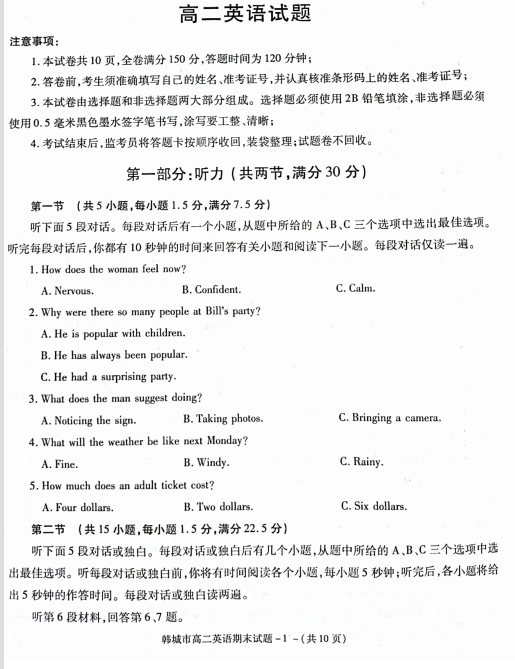 高二英语试题
注意事项:
1. 本试卷共 10 页,全卷满分 150 分,答题时间为 120 分钟;
2. 答卷前,考生须准确填写自己的姓名、准考证号,并认真核准条形码上的姓名、准考证号;
3. 本试卷由选择题和非选择题两大部分组成。选择题必须使用 2B 铅笔填涂,非选择题必须
使用 0.5 毫米黑色墨水签字笔书写,涂写要工整、清晰;
4. 考试结束后,监考员将答题卡按顺序收回,装袋整理;试题卷不回收。
第一部分:听力 (共两节,满分 30 分)
第一节 (共 5 小题,每小题 1.5 分,满分 7.5 分)
听下面 5 段对话。每段对话后有一个小题,从题中所给的 A、B、C 三个选项中选出最佳选项。
听完每段对话后,你都有 10 秒钟的时间来回答有关小题和阅读下一小题。每段对话仅读一遍。
1. How does the woman feel now?
A. Nervous. B. Confident. C. Calm.
2. Why were there so many people at Bill's party?
A. He is popular with children.
B. He has always been popular.
C. He had a surprising party.
3. What does the man suggest doing?
A. Noticing the sign. B. Taking photos. C. Bringing a camera.
4. What will the weather be like next Monday?
A. Fine. B. Windy. C. Rainy.
5. How much does an adult ticket cost?
A. Four dollars. B. Two dollars. C. Six dollars.
第二节 (共 15 小题,每小题 1.5 分,满分 22.5 分)
听下面 5 段对话或独白。每段对话或独白后有几个小题,从题中所给的 A、B、C 三个选项中选
出最佳选项。听每段对话或独白前,你将有时间阅读各个小题,每小题 5 秒钟;听完后,各小题将给
出 5 秒钟的作答时间。每段对话或独白读两遍。
听第 6 段材料,回答第 6、7 题。
韩城市高二英语期末试题 -1 -(共 10 页)